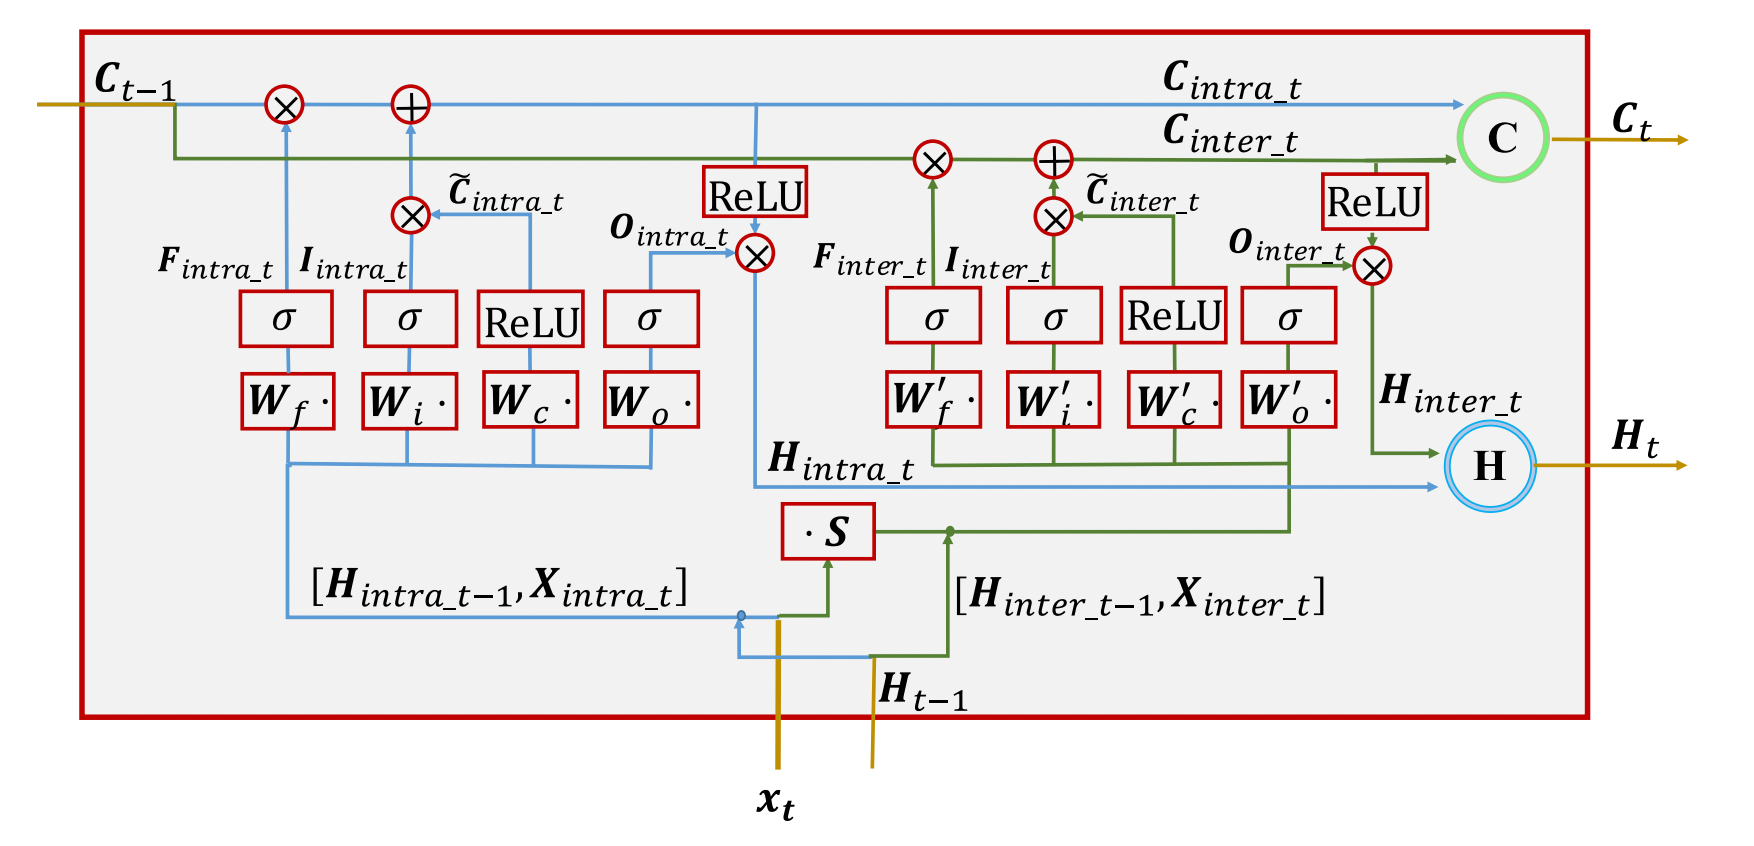 C_{t−1}
C_{intra_t}
C_{inter_t}
C
C_t
ReLU
ReLU
C̃_{intra_t}
C̃_{inter_t}
O_{intra_t}
O_{inter_t}
F_{intra_t} I_{intra_t}
F_{inter_t} I_{inter_t}
σ σ ReLU σ
σ σ ReLU σ
W_f · W_i · W_c · W_o ·
W′_f · W′_i · W′_c · W′_o ·
H_{inter_t}
H_{intra_t}
H
H_t
· S
[H_{intra_t−1}, X_{intra_t}]
[H_{inter_t−1}, X_{inter_t}]
H_{t−1}
x_t